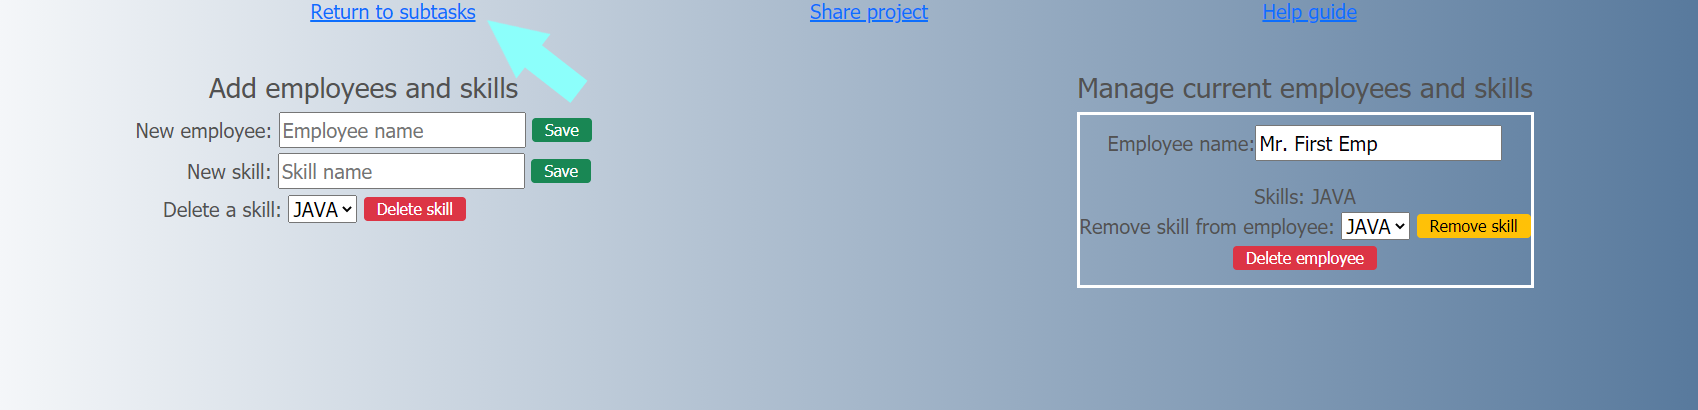 Return to subtasks Share project Help guide
Add employees and skills
New employee: Employee name Save
New skill: Skill name Save
Delete a skill: JAVA Delete skill
Manage current employees and skills
Employee name: Mr. First Emp
Skills: JAVA
Remove skill from employee: JAVA Remove skill
Delete employee